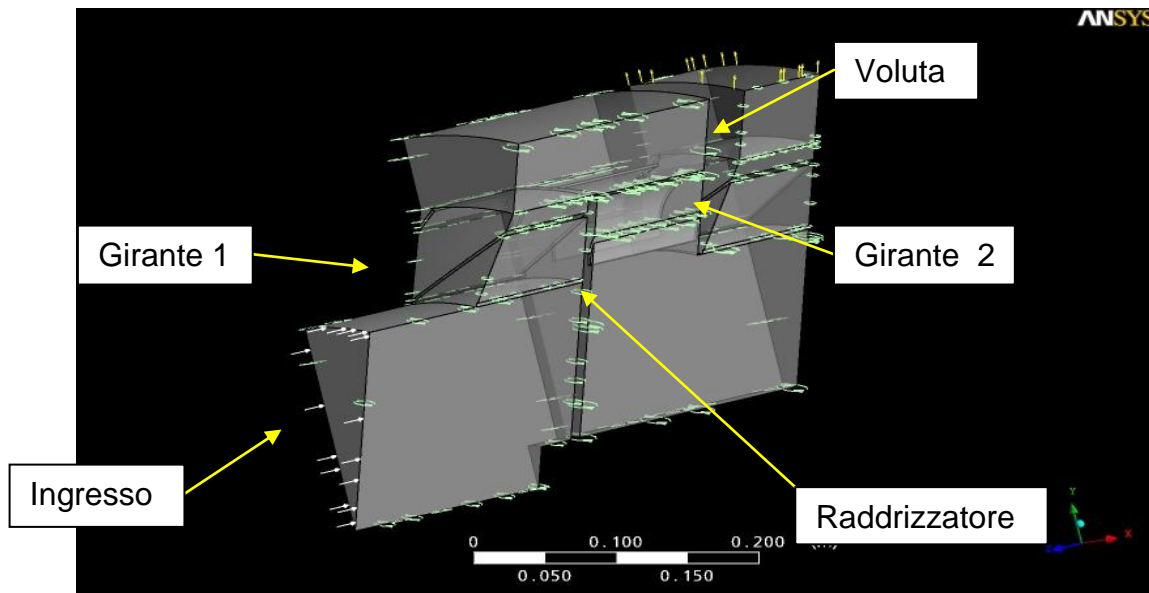 ANSYS
Voluta
Girante 1
Girante 2
Ingresso
Raddrizzatore
Y
X
0 0.100 0.200 (m)
0.050 0.150